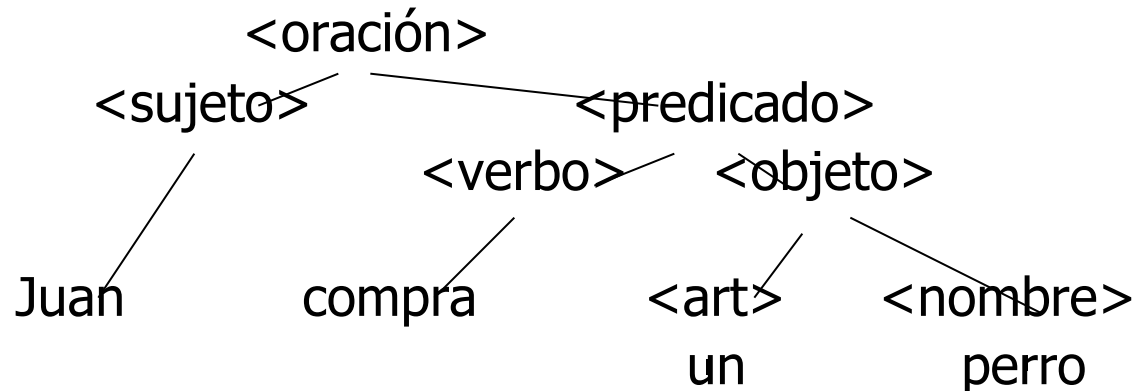 <oración>
<sujeto> <predicado>
<verbo> <objeto>
Juan compra <art> <nombre>
un perro